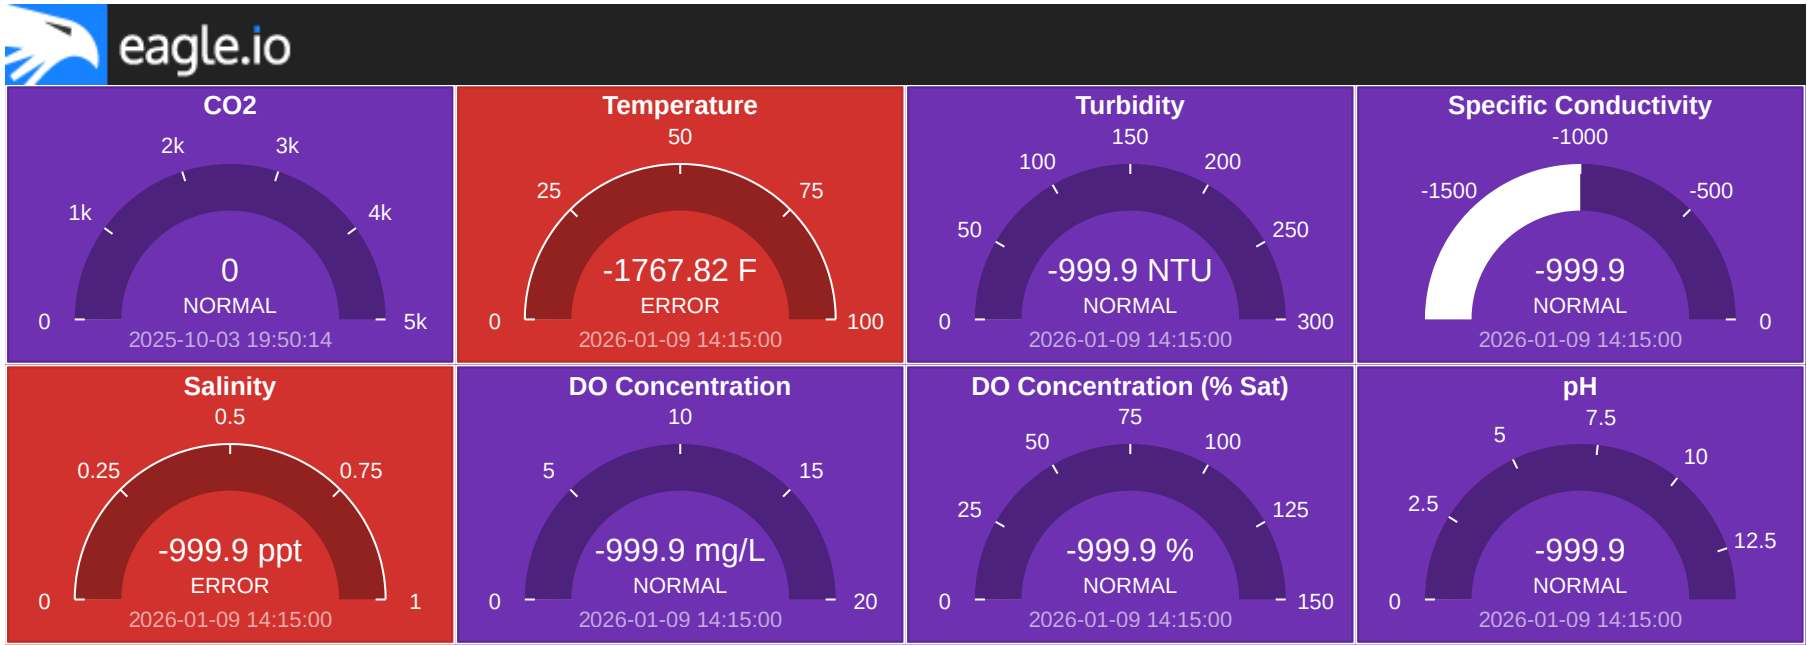 eagle.io
CO2
2k
3k
1k
4k
0
NORMAL
0
5k
2025-10-03 19:50:14
Temperature
50
25
75
-1767.82 F
ERROR
0
100
2026-01-09 14:15:00
Turbidity
150
100
200
50
250
-999.9 NTU
NORMAL
0
300
2026-01-09 14:15:00
Specific Conductivity
-1000
-1500
-500
-999.9
NORMAL
0
2026-01-09 14:15:00
Salinity
0.5
0.25
0.75
-999.9 ppt
ERROR
0
1
2026-01-09 14:15:00
DO Concentration
10
5
15
-999.9 mg/L
NORMAL
0
20
2026-01-09 14:15:00
DO Concentration (% Sat)
75
50
100
25
125
-999.9 %
NORMAL
0
150
2026-01-09 14:15:00
pH
7.5
5
10
2.5
12.5
-999.9
NORMAL
0
2026-01-09 14:15:00